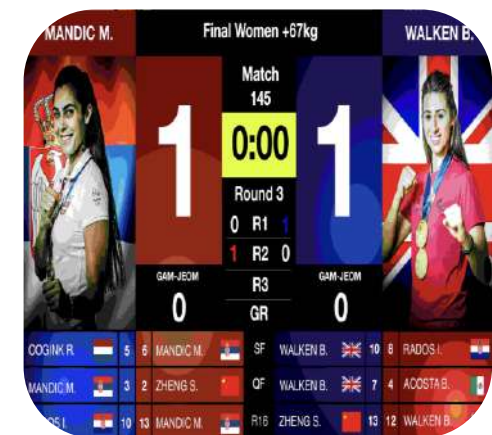 MANDIC M. Final Women +67kg WALKEN B.
Match
145
1 0:00 1
Round 3
0 R1 1
1 R2 0
GAM-JEOM R3 GAM-JEOM
0 GR 0
COGINK R. 5 6 MANDIC M. SF WALKEN B. 10 8 RADOS I.
MANDIC M. 3 2 ZHENG S. QF WALKEN B. 7 4 ACOSTA B.
10 13 MANDIC M. R16 ZHENG S. 13 12 WALKEN B.